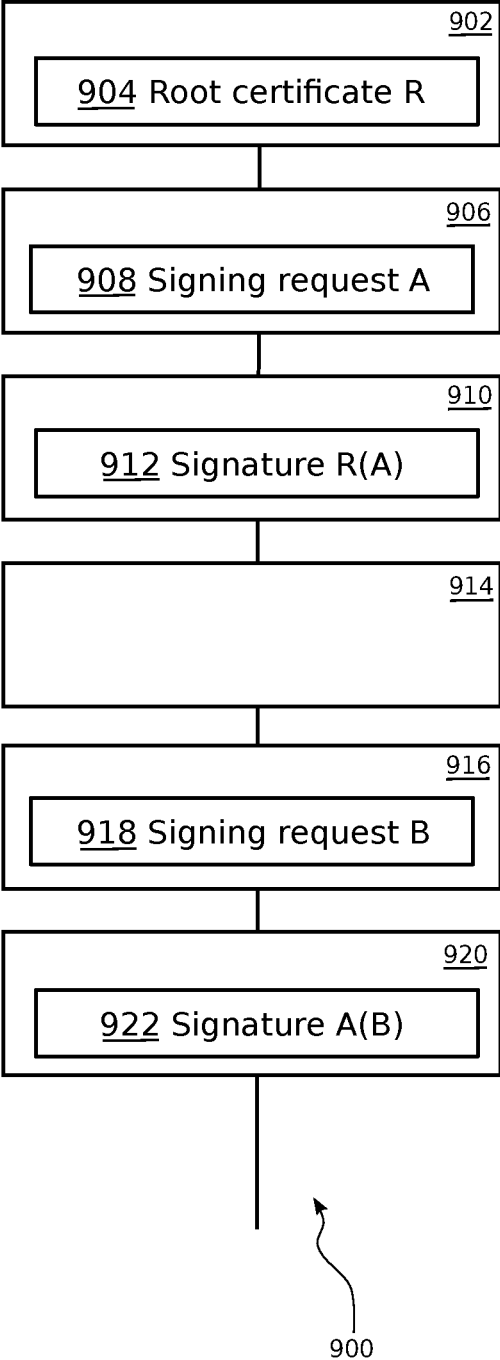 902
904 Root certificate R
906
908 Signing request A
910
912 Signature R(A)
914
916
918 Signing request B
920
922 Signature A(B)
900